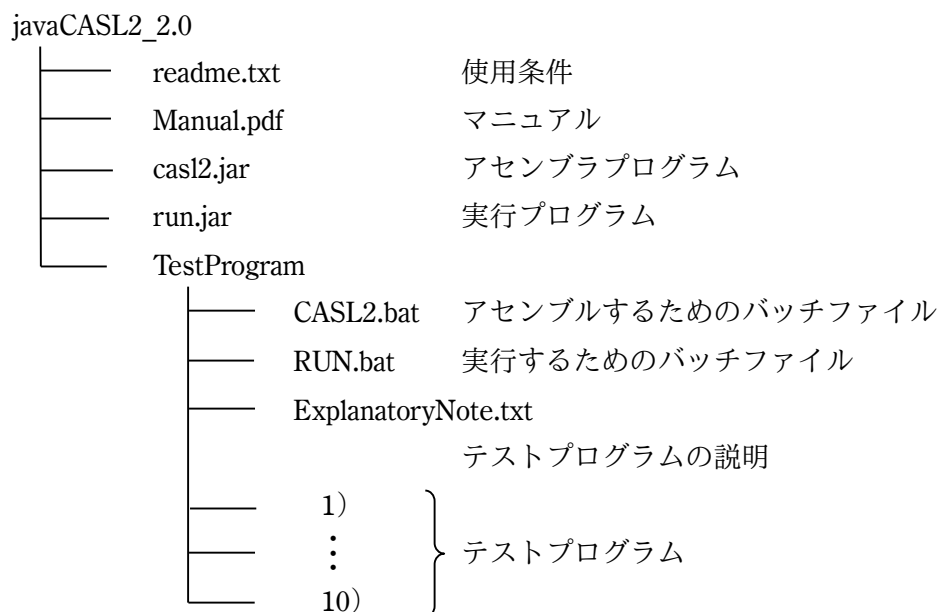 javaCASL2_2.0
readme.txt 使用条件
Manual.pdf マニュアル
casl2.jar アセンブラプログラム
run.jar 実行プログラム
TestProgram
CASL2.bat アセンブルするためのバッチファイル
RUN.bat 実行するためのバッチファイル
ExplanatoryNote.txt
テストプログラムの説明
1）
⋮ テストプログラム
10）